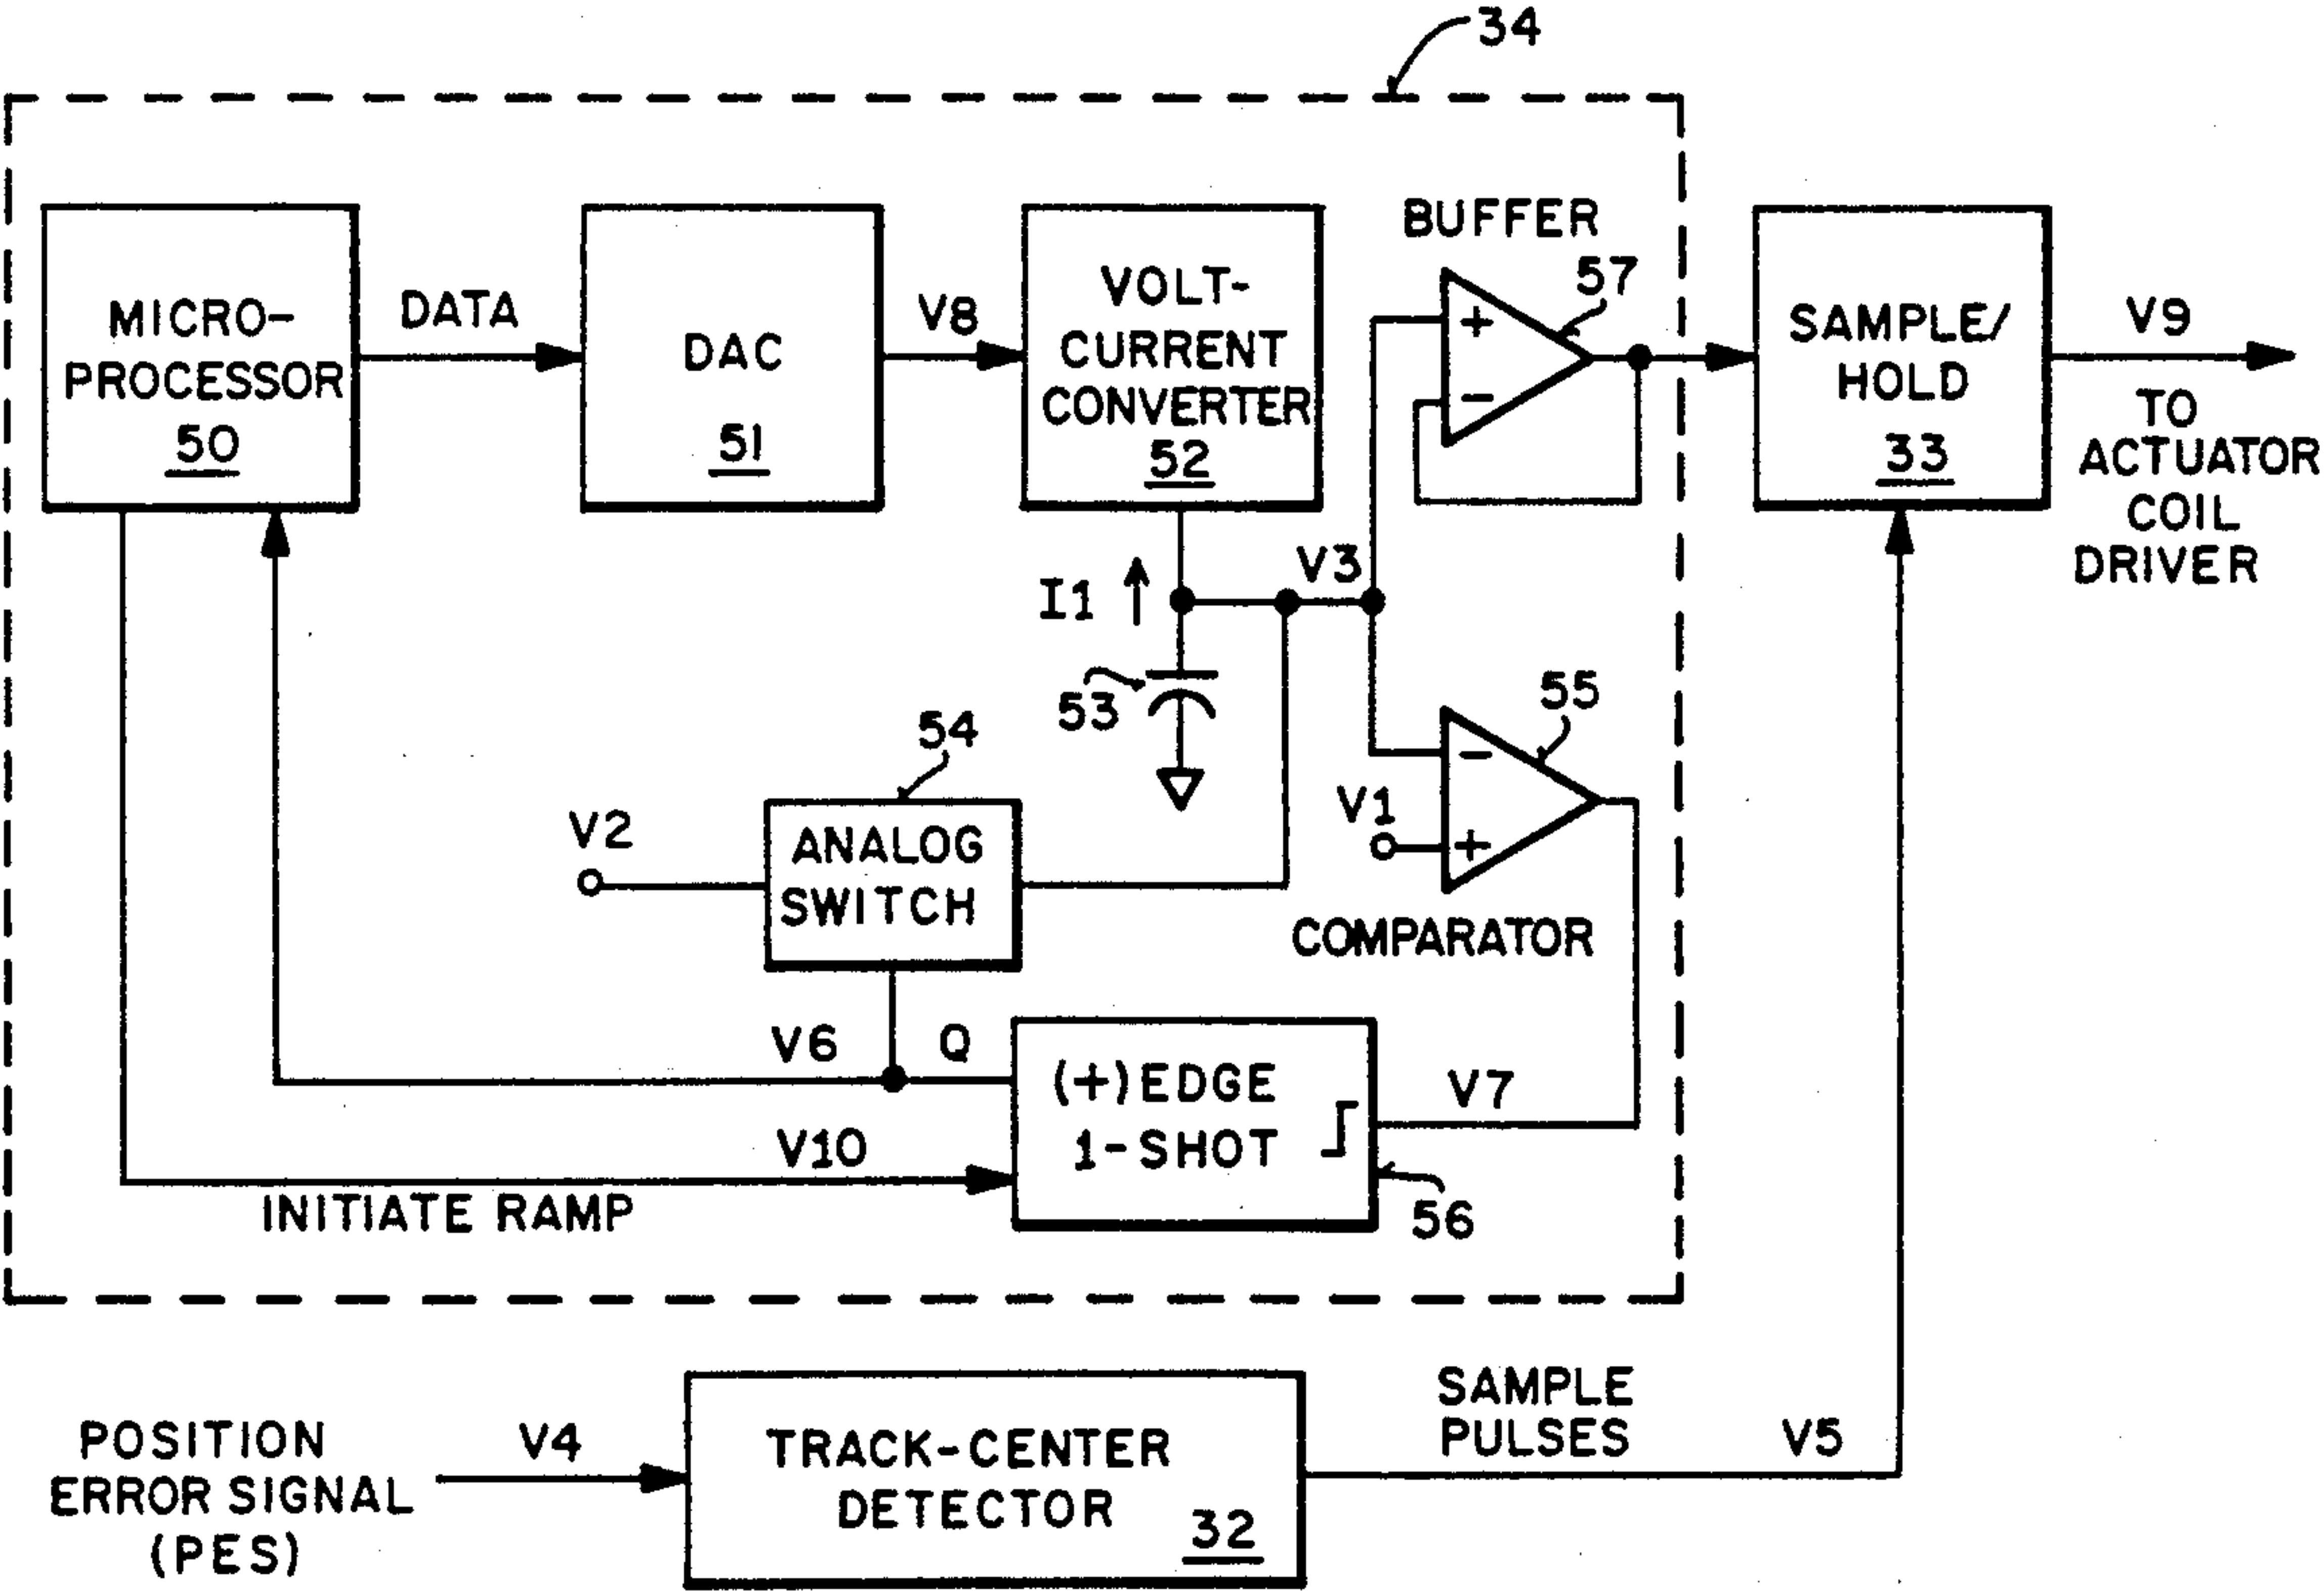 34
MICRO-
PROCESSOR
50
DATA
DAC
51
V8
VOLT-
CURRENT
CONVERTER
52
BUFFER
57
+
-
SAMPLE/
HOLD
33
V9
TO
ACTUATOR
COIL
DRIVER
I1
V3
53
54
55
V2
ANALOG
SWITCH
V1
-
+
COMPARATOR
V6
Q
(+) EDGE
1-SHOT
V7
56
V10
INITIATE RAMP
POSITION
ERROR SIGNAL
(PES)
V4
TRACK-CENTER
DETECTOR
32
SAMPLE
PULSES
V5